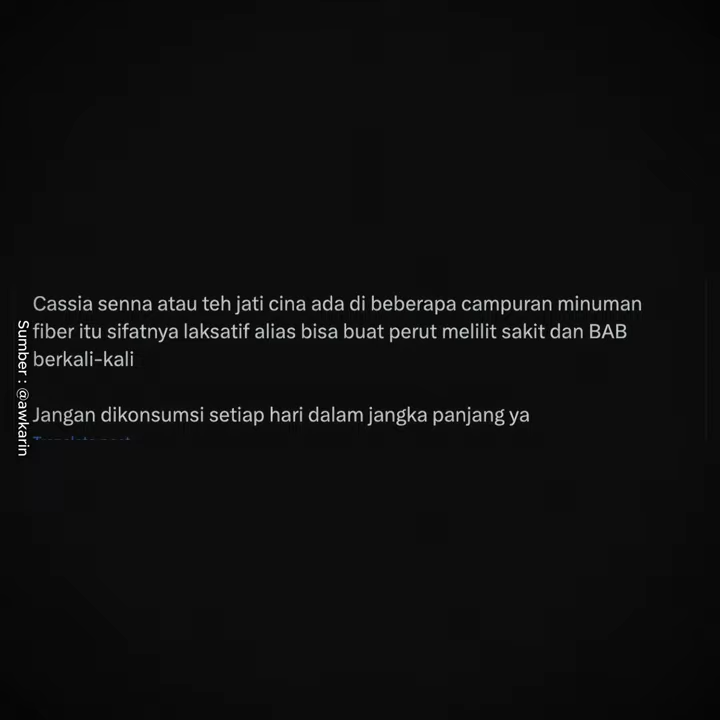 Cassia senna atau teh jati cina ada di beberapa campuran minuman
fiber itu sifatnya laksatif alias bisa buat perut melilit sakit dan BAB
berkali-kali
Jangan dikonsumsi setiap hari dalam jangka panjang ya
Sumber : @awkarin